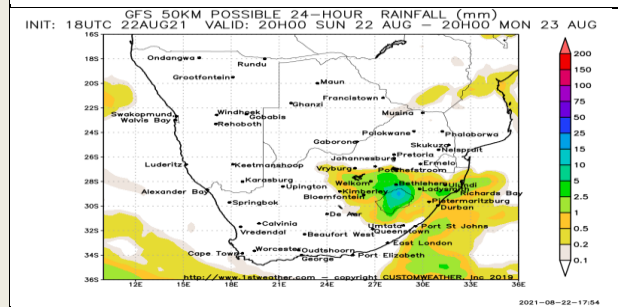 GFS 50KM POSSIBLE 24-HOUR RAINFALL (mm)
INIT: 18UTC 22AUG21 VALID: 20H00 SUN 22 AUG – 20H00 MON 23 AUG
16S
Ondangwa
Rundu
200
18S
150
Grootfontein
Maun
100
20S
Francistown
75
Ghanzi
Musina
50
22S
Swakopmund
Windhoek
Gobabis
Walvis Bay
Rehoboth
25
24S
Polokwane
Phalaborwa
20
Gaborone
Skukuza
15
Pretoria
Nelspruit
26S
Johannesburg
10
Luderitz
Keetmanshoop
Vryburg
Potchefstroom
Ermelo
5
28S
Karasburg
Welkom
Bethlehem
Ulundi
Alexander Bay
Upington
Kimberley
Ladysmith
Richards Bay
2.5
Springbok
Bloemfontein
Pietermaritzburg
30S
De Aar
Durban
1
Calvinia
Umtata
Port St Johns
0.5
32S
Vredendal
Beaufort West
Queenstown
East London
0.2
Worcester
Oudtshoorn
34S
Cape Town
George
Port Elizabeth
0.1
http://www.1stweather.com – copyright CUSTOMWEATHER, Inc 2019
36S
12E 15E 18E 21E 24E 27E 30E 33E 36E
2021-08-22-17:54